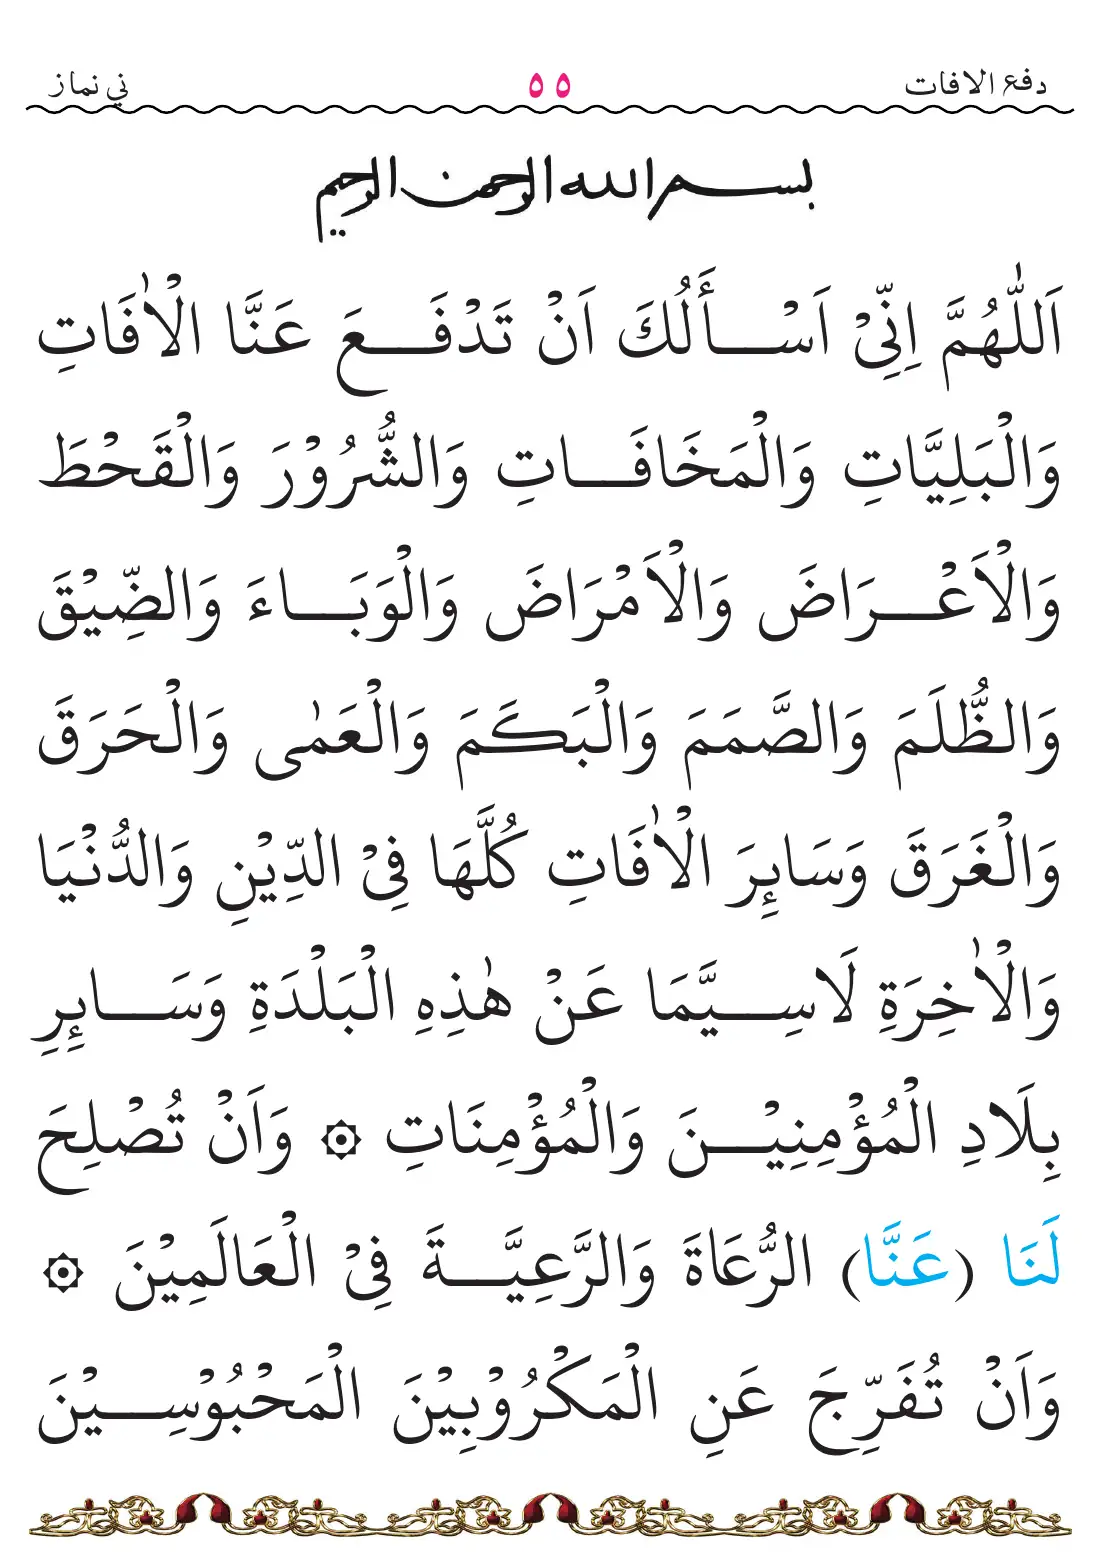 دفع الافات ٥٥ ني نماز
بسم الله الرحمن الرحيم
اَللّٰهُمَّ اِنِّيْ اَسْـــأَلُكَ اَنْ تَدْفَـــعَ عَنَّا الْاٰفَاتِ
وَالْبَلِيَّاتِ وَالْمَخَافَـــاتِ وَالشُّرُوْرَ وَالْقَحْطَ
وَالْاَعْـــرَاضَ وَالْاَمْرَاضَ وَالْوَبَـــاءَ وَالضِّيْقَ
وَالظُّلَمَ وَالصَّمَمَ وَالْبَكَمَ وَالْعَمٰى وَالْحَرَقَ
وَالْغَرَقَ وَسَايِٕرَ الْاٰفَاتِ كُلَّهَا فِيْ الدِّيْنِ وَالدُّنْيَا
وَالْاٰخِرَةِ لَاسِـــيَّمَا عَنْ هٰذِهِ الْبَلْدَةِ وَسَـــايِٕرِ
بِلَادِ الْمُؤْمِنِيْـــنَ وَالْمُؤْمِنَاتِ ۞ وَاَنْ تُصْلِحَ
لَنَا (عَنَّا) الرُّعَاةَ وَالرَّعِيَّـــةَ فِيْ الْعَالَمِيْنَ ۞
وَاَنْ تُفَرِّجَ عَنِ الْمَكْرُوْبِيْنَ الْمَحْبُوْسِـــيْنَ